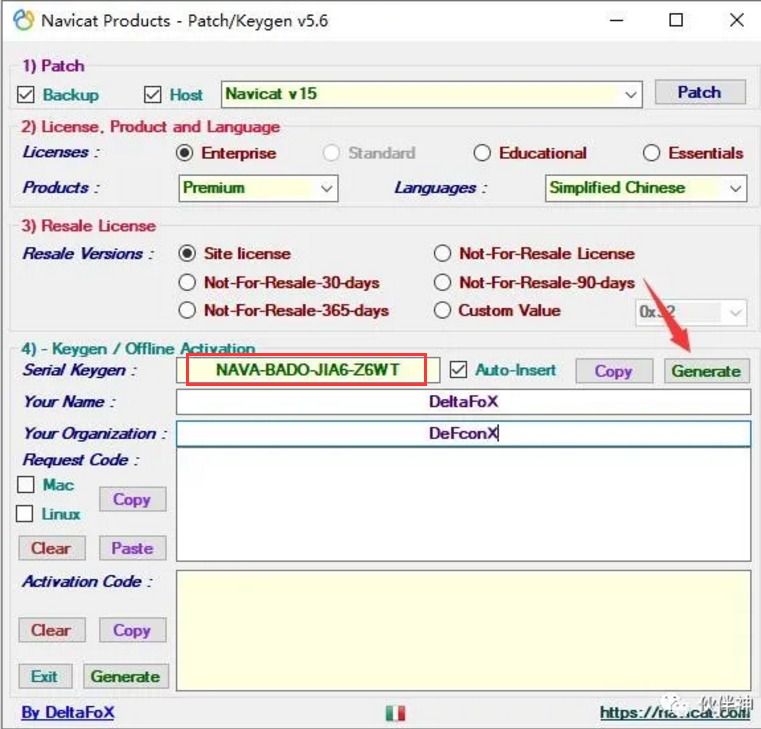 Navicat Products - Patch/Keygen v5.6
1) Patch
Backup Host Navicat v15 Patch
2) License, Product and Language
Licenses : Enterprise Standard Educational Essentials
Products : Premium Languages : Simplified Chinese
3) Resale License
Resale Versions : Site license Not-For-Resale License
Not-For-Resale-30-days Not-For-Resale-90-days
Not-For-Resale-365-days Custom Value 0x32
4) - Keygen / Offline Activation
Serial Keygen : NAVA-BADO-JIA6-Z6WT Auto-Insert Copy Generate
Your Name : DeltaFoX
Your Organization : DeFconX
Request Code :
Mac
Copy
Linux
Clear Paste
Activation Code :
Clear Copy
Exit Generate
By DeltaFoX https://navicat.com/
伙伴神